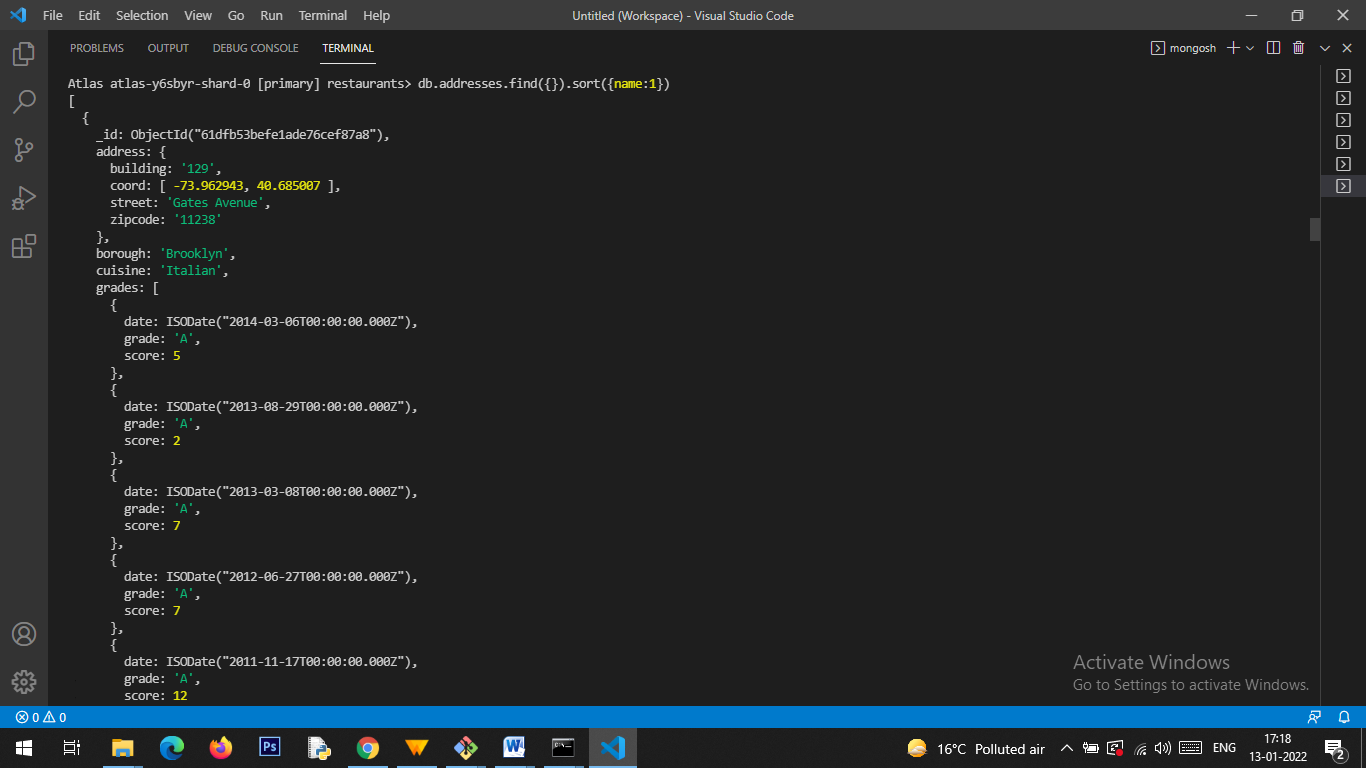 File Edit Selection View Go Run Terminal Help
Untitled (Workspace) - Visual Studio Code
PROBLEMS OUTPUT DEBUG CONSOLE TERMINAL
mongosh
Atlas atlas-y6sbyr-shard-0 [primary] restaurants> db.addresses.find({}).sort({name:1})
[
{
_id: ObjectId("61dfb53befe1ade76cef87a8"),
address: {
building: '129',
coord: [ -73.962943, 40.685007 ],
street: 'Gates Avenue',
zipcode: '11238'
},
borough: 'Brooklyn',
cuisine: 'Italian',
grades: [
{
date: ISODate("2014-03-06T00:00:00.000Z"),
grade: 'A',
score: 5
},
{
date: ISODate("2013-08-29T00:00:00.000Z"),
grade: 'A',
score: 2
},
{
date: ISODate("2013-03-08T00:00:00.000Z"),
grade: 'A',
score: 7
},
{
date: ISODate("2012-06-27T00:00:00.000Z"),
grade: 'A',
score: 7
},
{
date: ISODate("2011-11-17T00:00:00.000Z"),
grade: 'A',
score: 12
Activate Windows
Go to Settings to activate Windows.
0 0
Ps
W
16°C Polluted air
ENG
17:18
13-01-2022
2